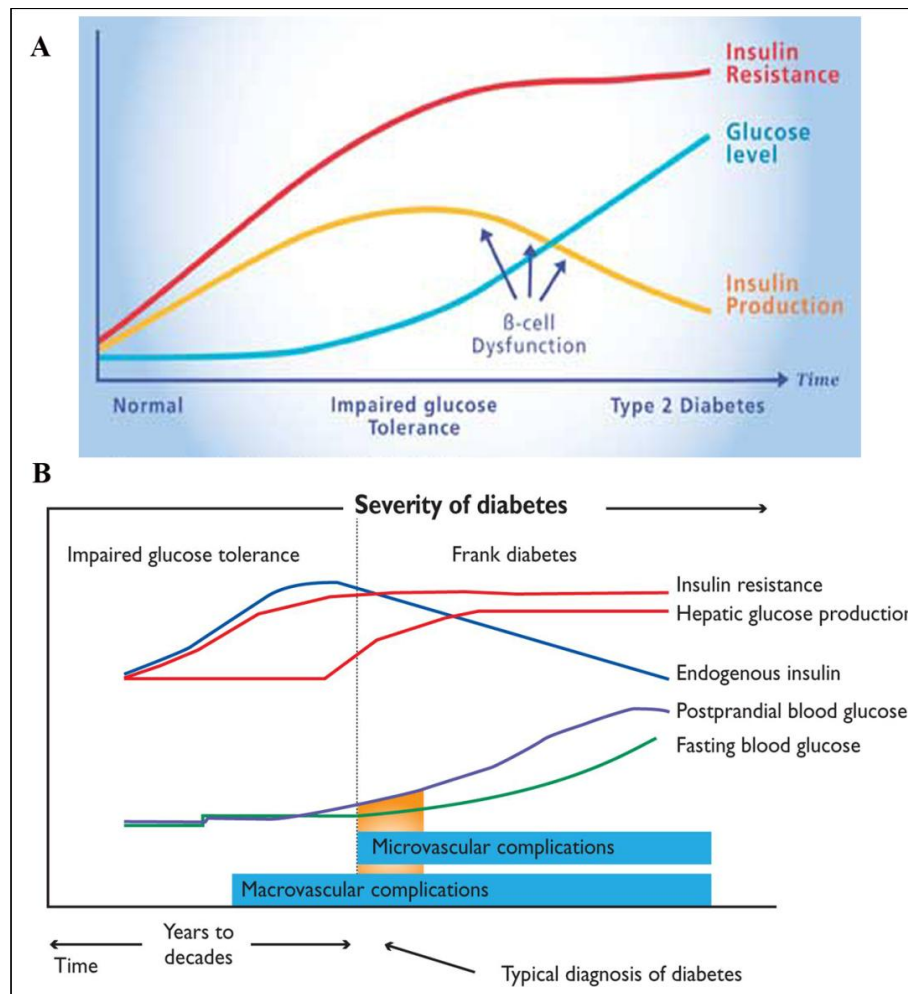 A
Insulin
Resistance
Glucose
level
Insulin
Production
ß-cell
Dysfunction
Time
Normal
Impaired glucose
Tolerance
Type 2 Diabetes
B
Severity of diabetes
Impaired glucose tolerance
Frank diabetes
Insulin resistance
Hepatic glucose production
Endogenous insulin
Postprandial blood glucose
Fasting blood glucose
Microvascular complications
Macrovascular complications
Years to
decades
Time
Typical diagnosis of diabetes